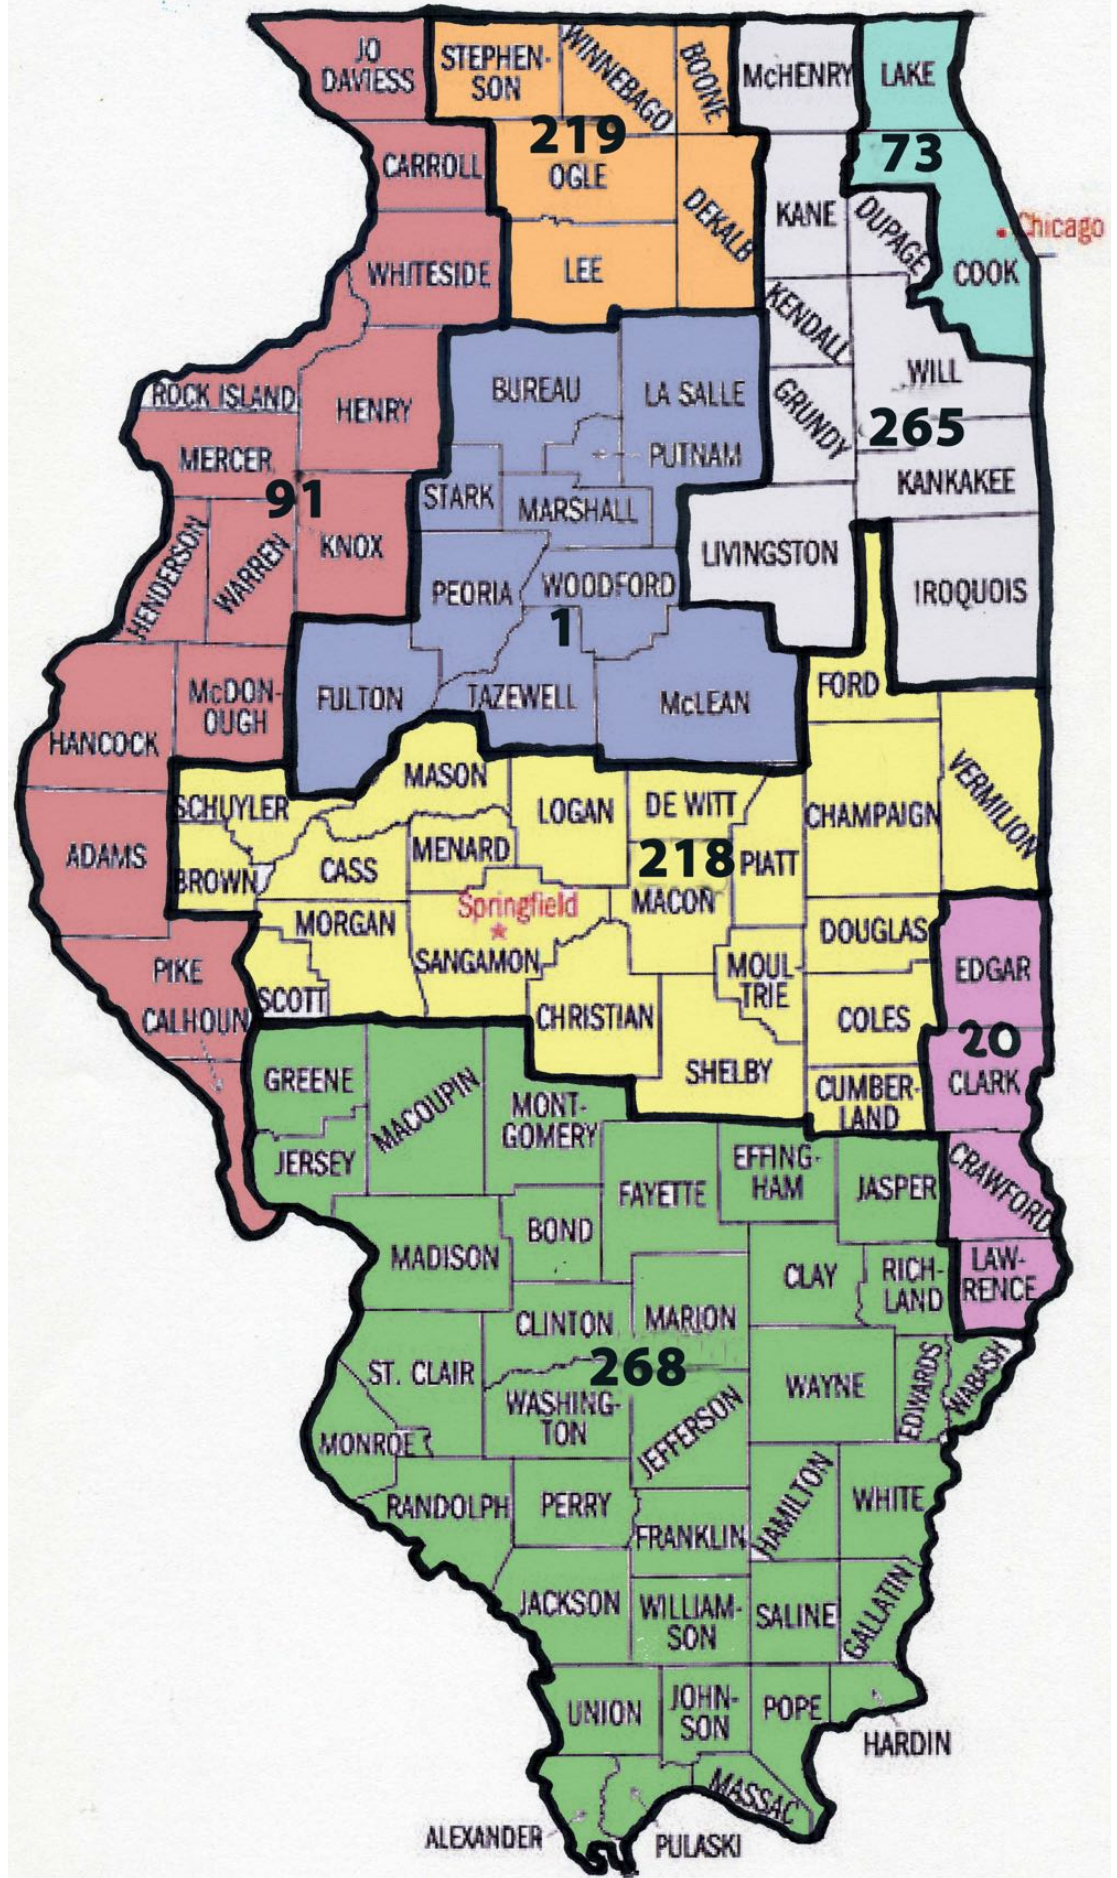 JO
DAVIESS
STEPHEN-
SON
WINNEBAGO
BOONE
McHENRY
LAKE
219
73
CARROLL
OGLE
DEKALB
KANE
DUPAGE
Chicago
WHITESIDE
LEE
COOK
KENDALL
ROCK ISLAND
HENRY
BUREAU
LA SALLE
GRUNDY
WILL
265
MERCER
PUTNAM
KANKAKEE
91
STARK
MARSHALL
HENDERSON
WARREN
KNOX
LIVINGSTON
PEORIA
WOODFORD
IROQUOIS
1
McDON-
OUGH
FULTON
TAZEWELL
McLEAN
FORD
HANCOCK
MASON
SCHUYLER
LOGAN
DE WITT
CHAMPAIGN
VERMILION
ADAMS
BROWN
CASS
MENARD
218
PIATT
Springfield
MACON
MORGAN
DOUGLAS
PIKE
SANGAMON
MOUL-
TRIE
EDGAR
SCOTT
CALHOUN
CHRISTIAN
COLES
20
GREENE
MACOUPIN
SHELBY
CUMBER-
LAND
CLARK
MONT-
GOMERY
JERSEY
FAYETTE
EFFING-
HAM
JASPER
CRAWFORD
BOND
MADISON
CLAY
RICH-
LAND
LAW-
RENCE
CLINTON
MARION
ST. CLAIR
268
WAYNE
EDWARDS
WABASH
WASHING-
TON
JEFFERSON
MONROE
RANDOLPH
PERRY
FRANKLIN
HAMILTON
WHITE
JACKSON
WILLIAM-
SON
SALINE
GALLATIN
UNION
JOHN-
SON
POPE
HARDIN
MASSAC
ALEXANDER
PULASKI